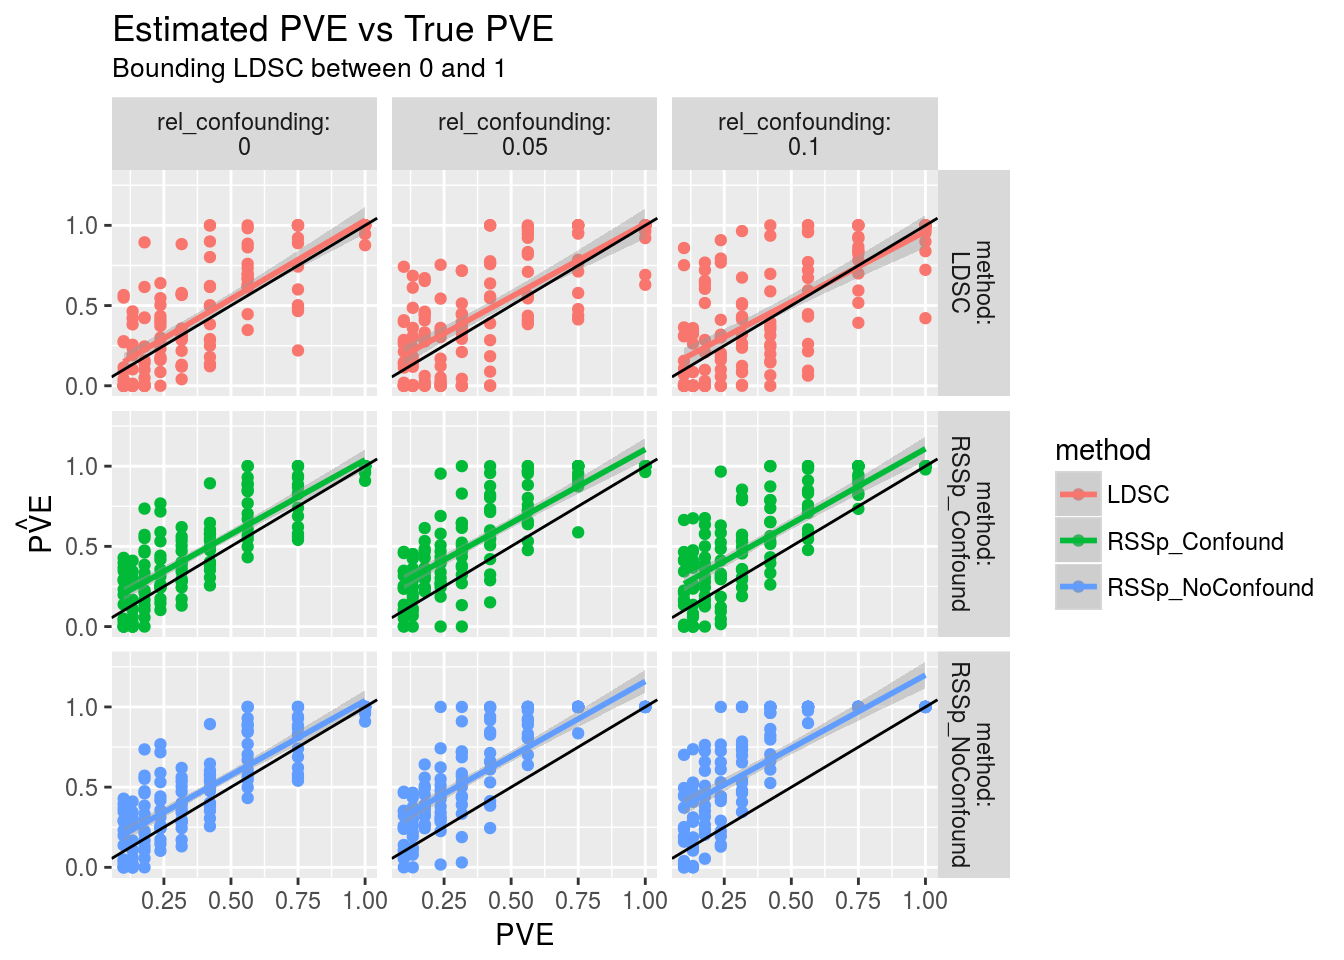 Estimated PVE vs True PVE
Bounding LDSC between 0 and 1
rel_confounding:
0
rel_confounding:
0.05
rel_confounding:
0.1
1.0
0.5
0.0
method:
LDSC
1.0
0.5
0.0
method:
RSSp_Confound
1.0
0.5
0.0
method:
RSSp_NoConfound
0.25 0.50 0.75 1.00
0.25 0.50 0.75 1.00
0.25 0.50 0.75 1.00
PVE
PV̂E
method
LDSC
RSSp_Confound
RSSp_NoConfound